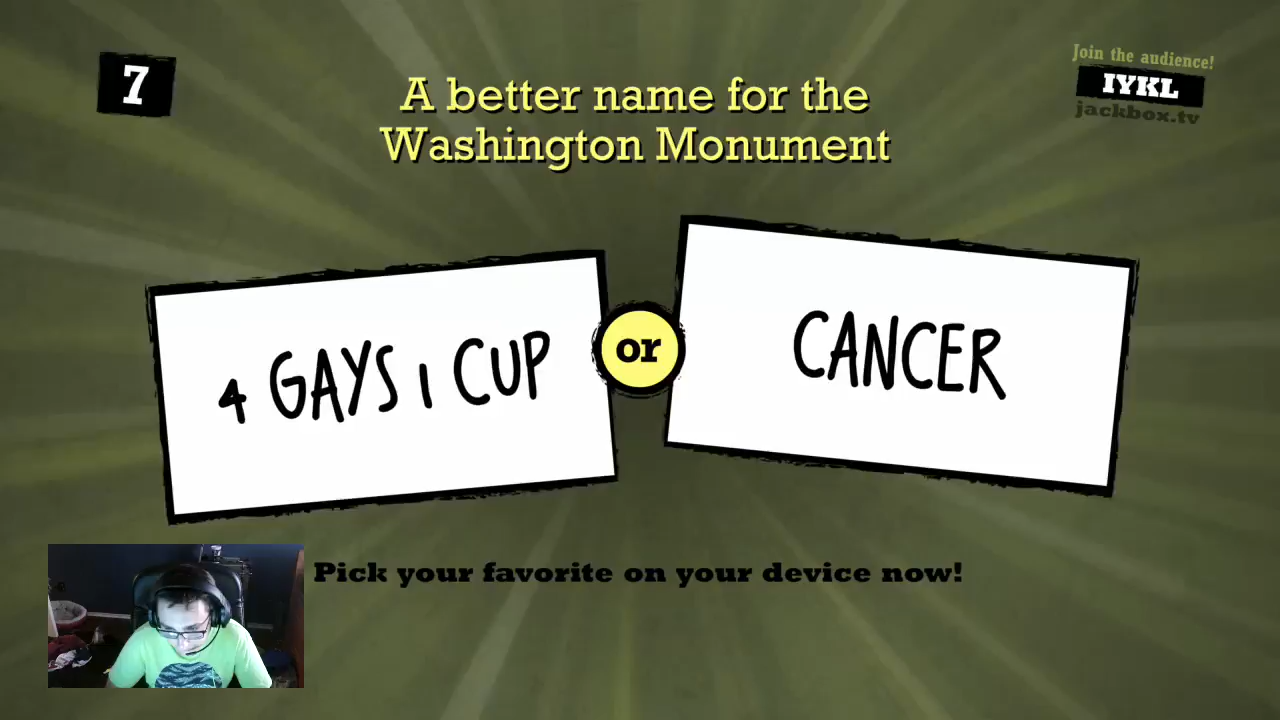 7
Join the audience!
IYKL
jackbox.tv
A better name for the
Washington Monument
4 GAYS 1 CUP
or
CANCER
Pick your favorite on your device now!